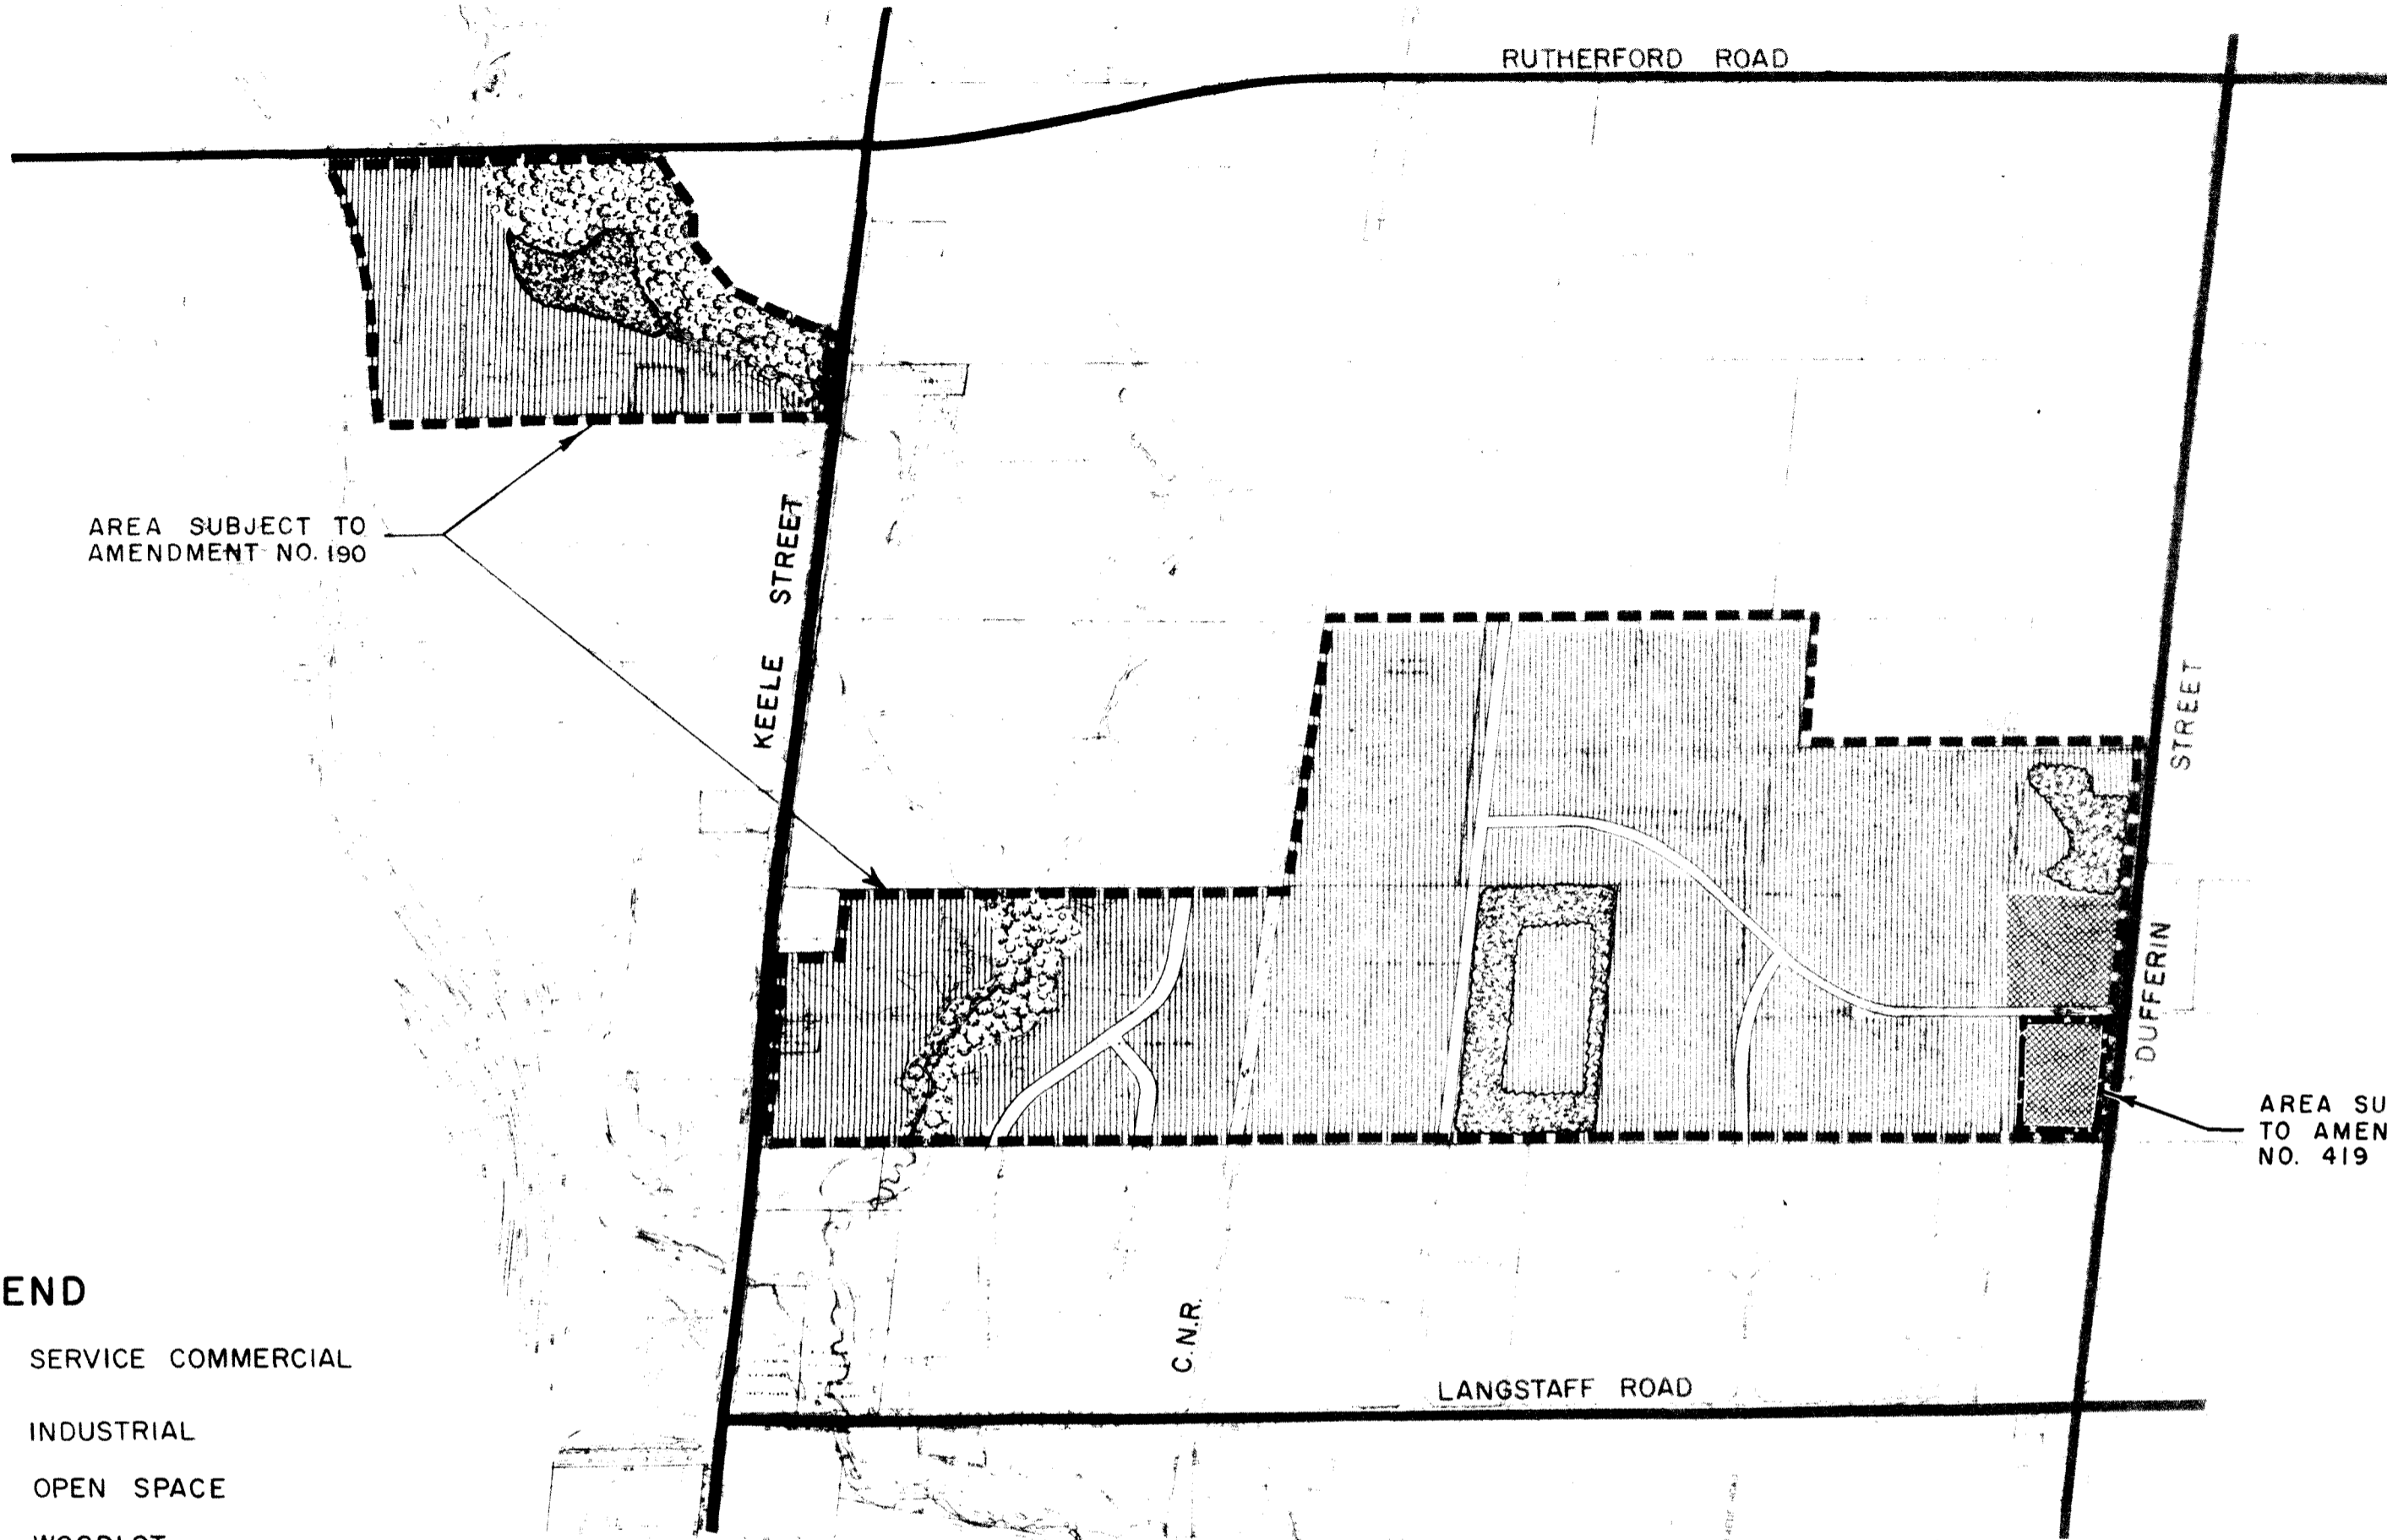 RUTHERFORD ROAD
AREA SUBJECT TO
AMENDMENT NO. 190
KEELE STREET
DUFFERIN STREET
AREA SU
TO AMEN
NO. 419
C.N.R.
LANGSTAFF ROAD
END
SERVICE COMMERCIAL
INDUSTRIAL
OPEN SPACE